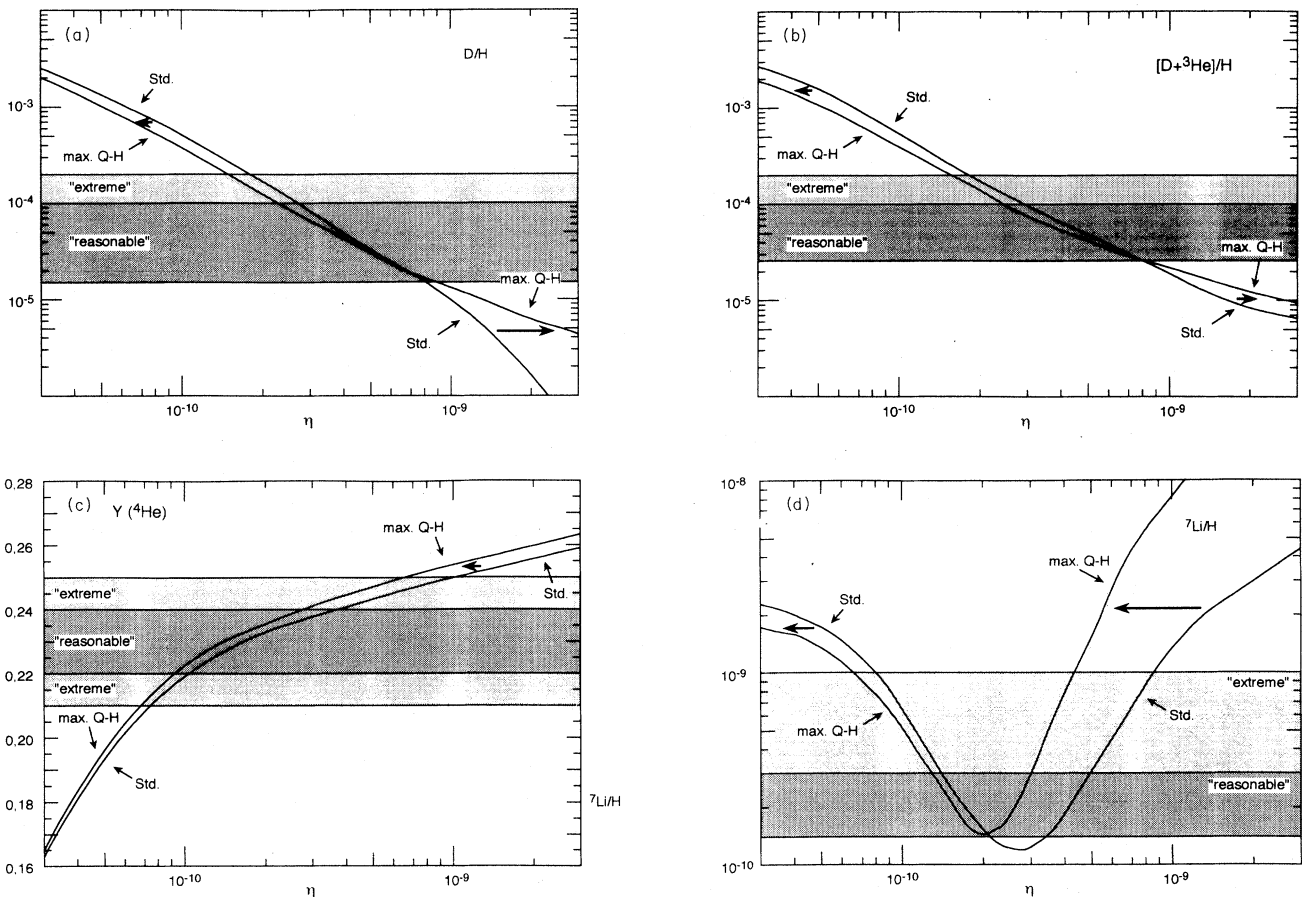 (a)
D/H
Std.
10⁻³
max. Q-H
"extreme"
10⁻⁴
"reasonable"
max. Q-H
10⁻⁵
Std.
10⁻¹⁰
10⁻⁹
η
(b)
[D+³He]/H
10⁻³
Std.
max. Q-H
"extreme"
10⁻⁴
"reasonable"
max. Q-H
10⁻⁵
Std.
10⁻¹⁰
10⁻⁹
η
0,28
(c)
Y (⁴He)
max. Q-H
0,26
"extreme"
Std.
0,24
"reasonable"
0,22
"extreme"
max. Q-H
0,20
Std.
0,18
⁷Li/H
0,16
10⁻¹⁰
10⁻⁹
η
10⁻⁸
(d)
⁷Li/H
max. Q-H
Std.
10⁻⁹
"extreme"
max. Q-H
Std.
"reasonable"
10⁻¹⁰
10⁻¹⁰
10⁻⁹
η